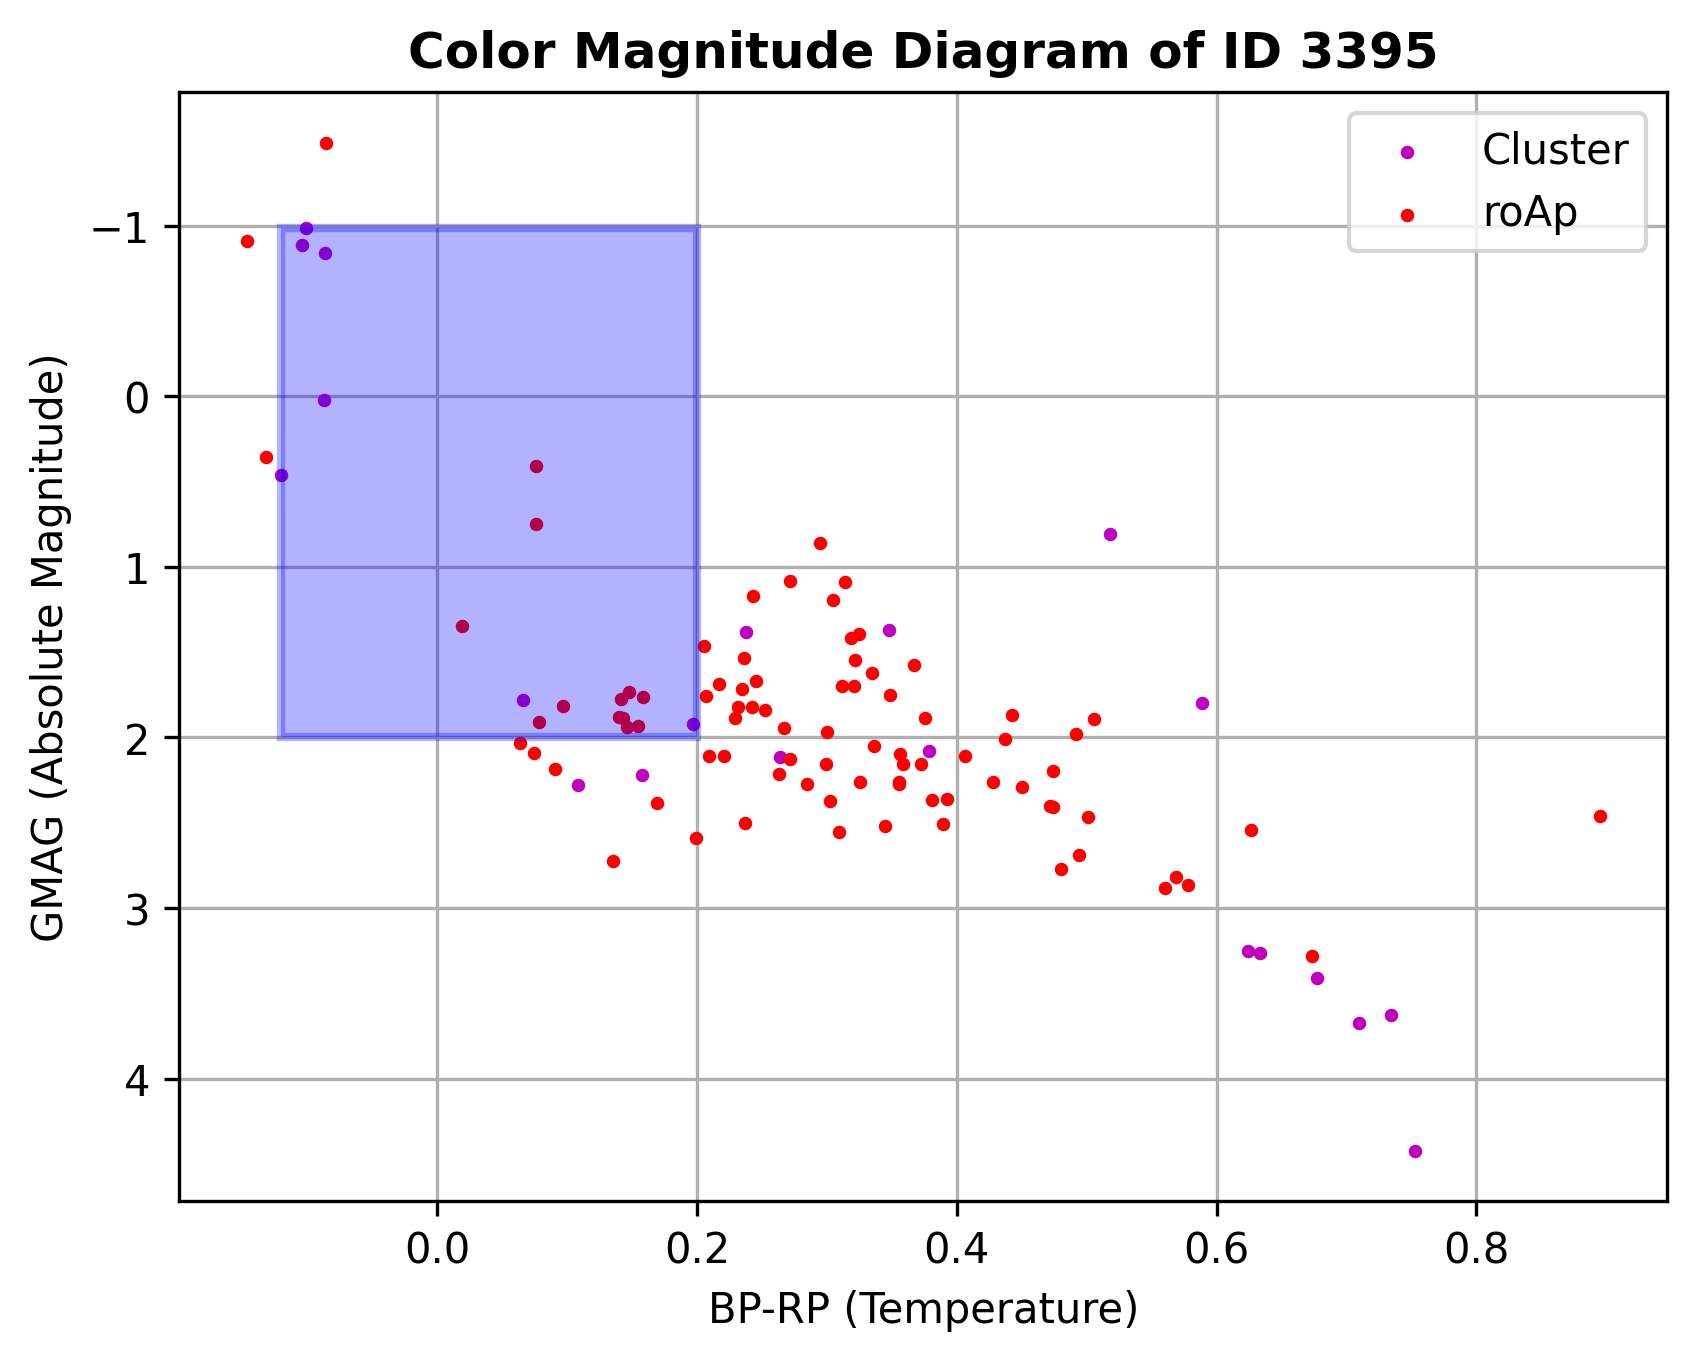 Color Magnitude Diagram of ID 3395
Cluster
roAp
GMAG (Absolute Magnitude)
−1
0
1
2
3
4
0.0 0.2 0.4 0.6 0.8
BP-RP (Temperature)